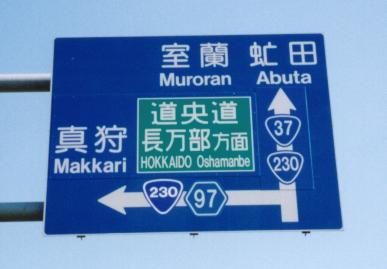 室蘭 虻田
Muroran Abuta
道央道
長万部方面
HOKKAIDO Oshamanbe
真狩
Makkari
37
230
230 97